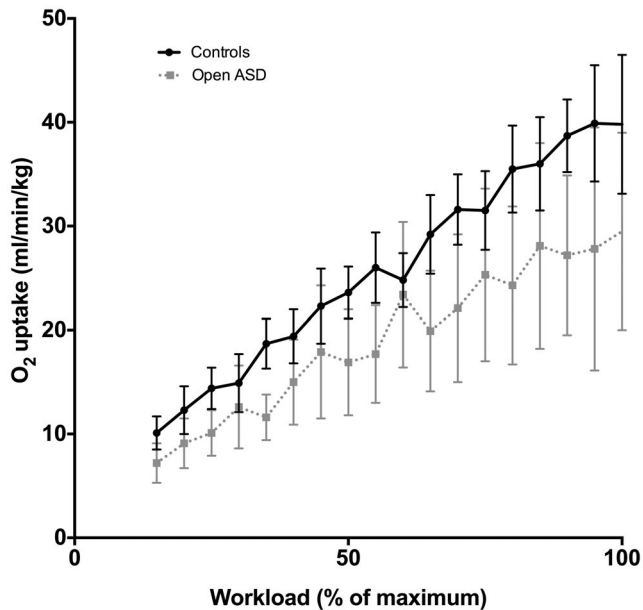 50
Controls
Open ASD
40
30
20
10
0
O₂ uptake (ml/min/kg)
0 50 100
Workload (% of maximum)